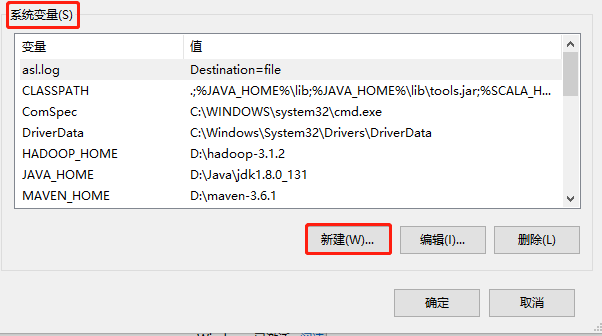 系统变量(S)
变量 值
asl.log Destination=file
CLASSPATH .;%JAVA_HOME%\lib;%JAVA_HOME%\lib\tools.jar;%SCALA_H...
ComSpec C:\WINDOWS\system32\cmd.exe
DriverData C:\Windows\System32\Drivers\DriverData
HADOOP_HOME D:\hadoop-3.1.2
JAVA_HOME D:\Java\jdk1.8.0_131
MAVEN_HOME D:\maven-3.6.1
新建(W)... 编辑(I)... 删除(L)
确定 取消